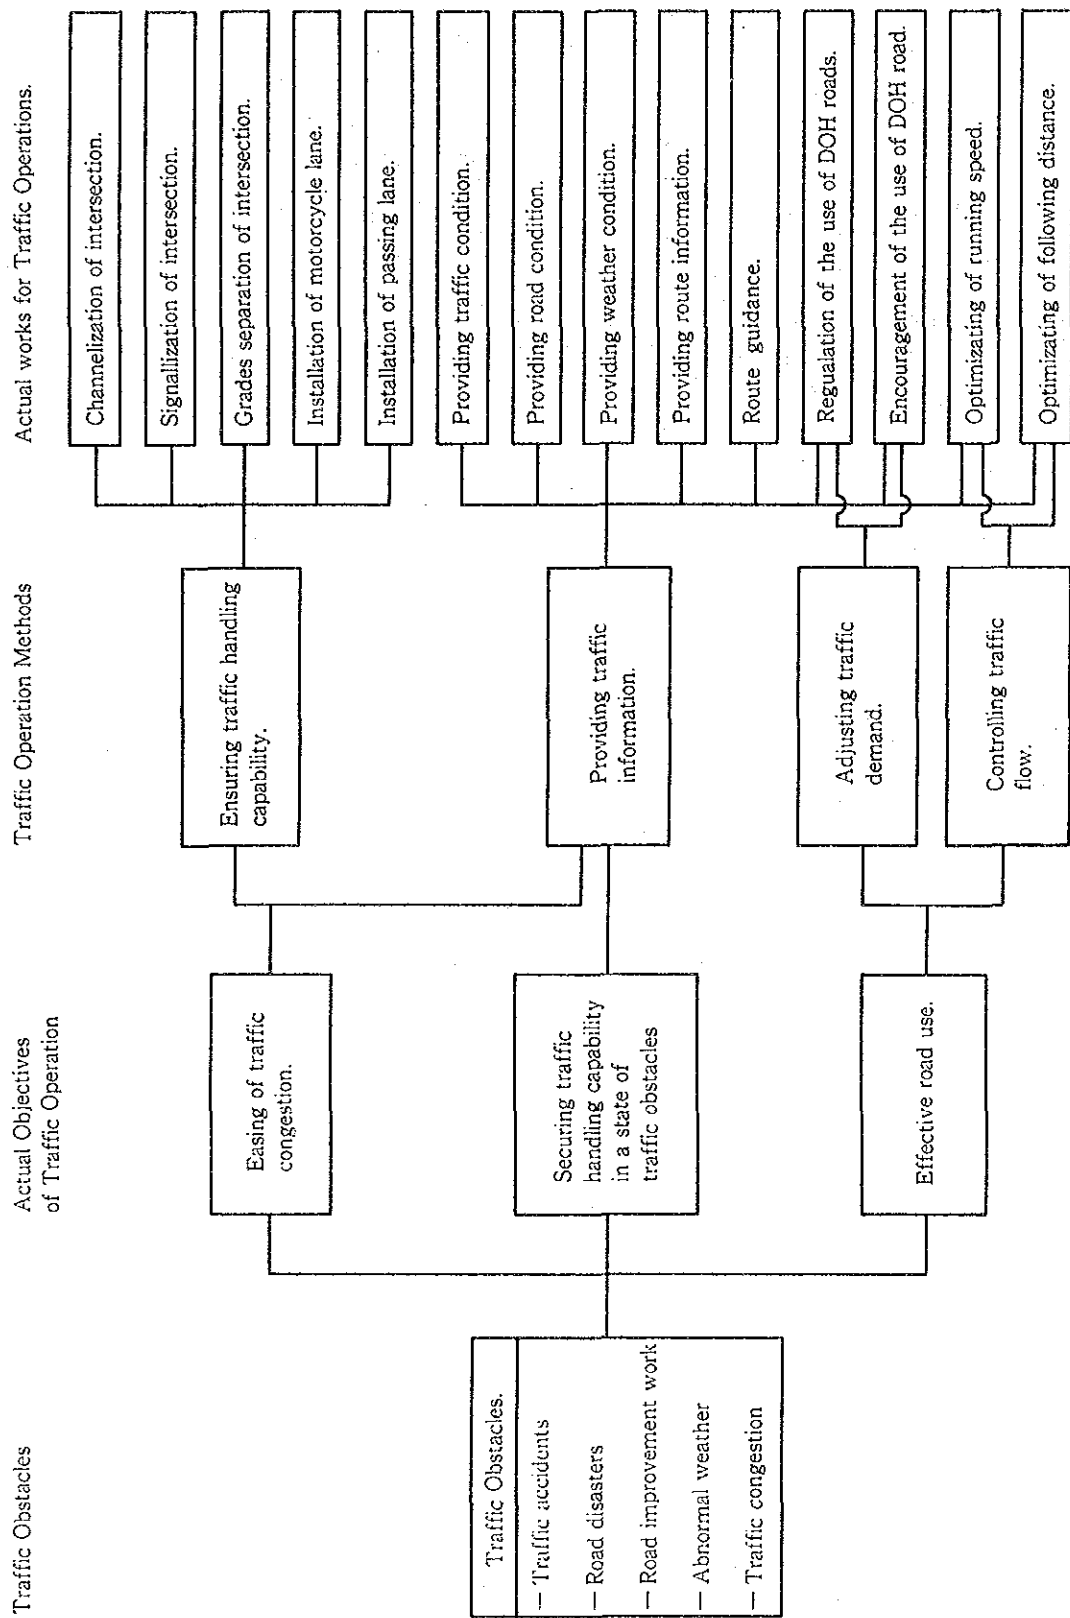 Traffic Obstacles
Traffic Obstacles.
— Traffic accidents
— Road disasters
— Road improvement work
— Abnormal weather
— Traffic congestion
Actual Objectives
of Traffic Operation
Easing of traffic
congestion.
Securing traffic
handling capability
in a state of
traffic obstacles
Effective road use.
Traffic Operation Methods
Ensuring traffic handling
capability.
Providing traffic
information.
Adjusting traffic
demand.
Controlling traffic
flow.
Actual works for Traffic Operations.
Channelization of intersection.
Signallization of intersection.
Grades separation of intersection.
Installation of motorcycle lane.
Installation of passing lane.
Providing traffic condition.
Providing road condition.
Providing weather condition.
Providing route information.
Route guidance.
Regualation of the use of DOH roads.
Encouragement of the use of DOH road.
Optimizating of running speed.
Optimizating of following distance.